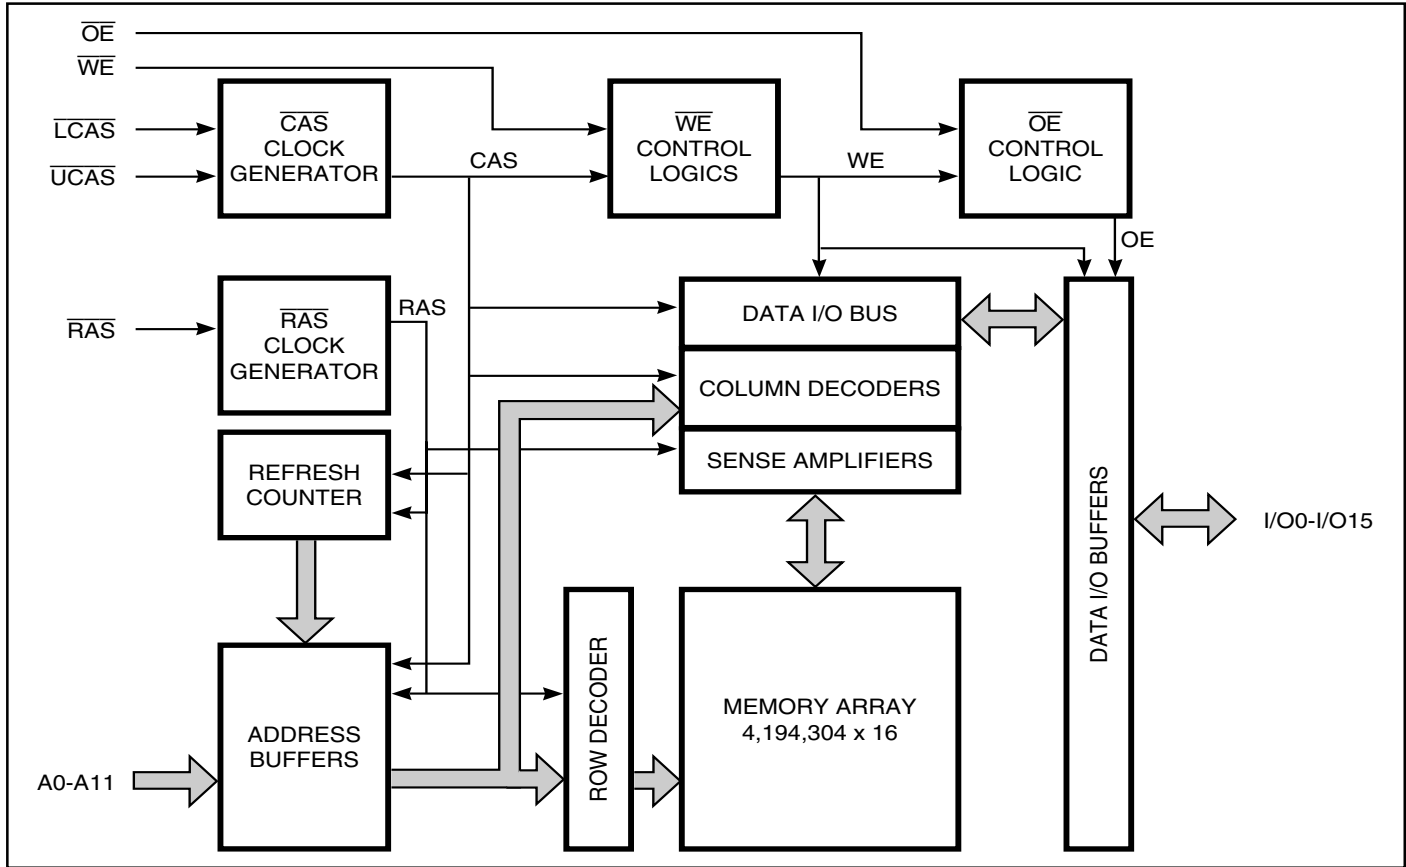 OE
WE
LCAS
UCAS
CAS
CLOCK
GENERATOR
CAS
WE
CONTROL
LOGICS
WE
OE
CONTROL
LOGIC
OE
RAS
RAS
CLOCK
GENERATOR
RAS
DATA I/O BUS
COLUMN DECODERS
SENSE AMPLIFIERS
REFRESH
COUNTER
DATA I/O BUFFERS
I/O0-I/O15
ADDRESS
BUFFERS
A0-A11
ROW DECODER
MEMORY ARRAY
4,194,304 x 16